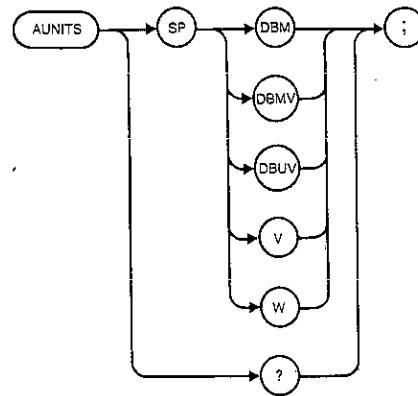 AUNITS SP DBM ;
DBMV
DBUV
V
W
?